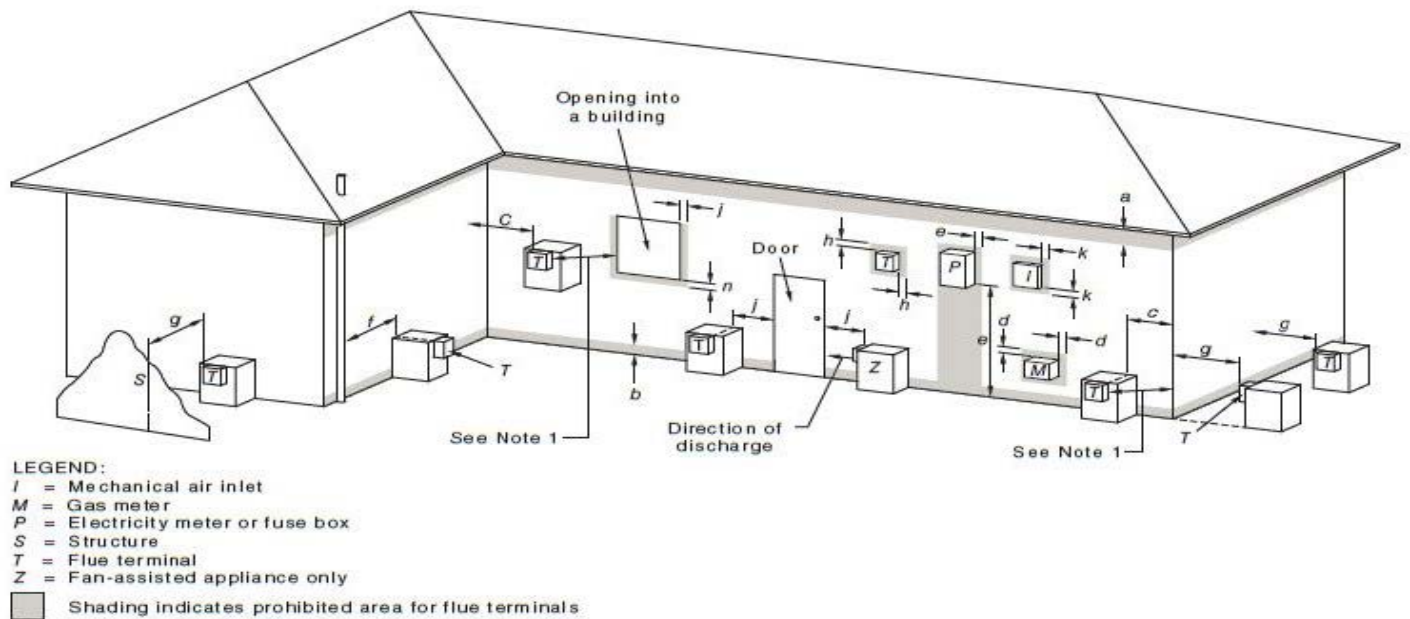 Opening into
a building
a
c
j
h
e
k
T
Door
P
T
I
n
h
k
g
f
j
j
e
c
g
d
d
g
S
T
T
T
b
Z
M
T
T
T
See Note 1
Direction of
discharge
See Note 1
LEGEND:
I = Mechanical air inlet
M = Gas meter
P = Electricity meter or fuse box
S = Structure
T = Flue terminal
Z = Fan-assisted appliance only
Shading indicates prohibited area for flue terminals